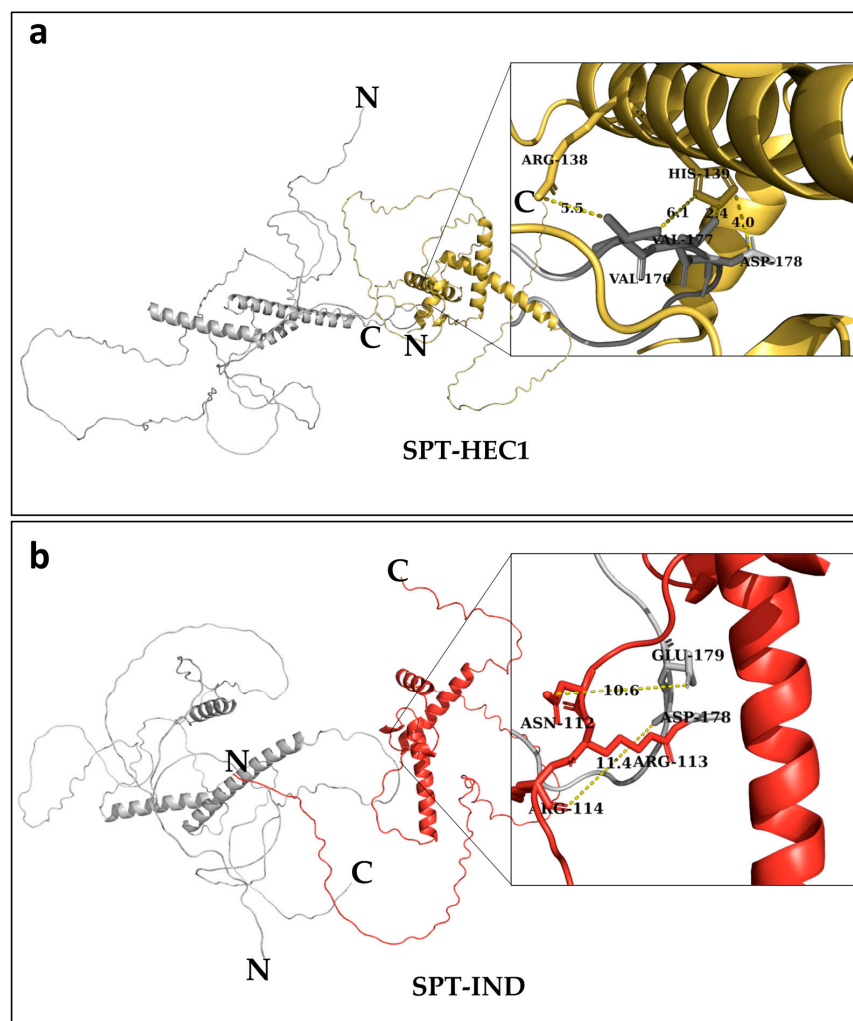 a
N
ARG-138
HIS-139
C
5.5
6.1
2.4
4.0
VAL-177
ASP-178
VAL-176
C
N
SPT-HEC1
b
C
GLU-179
10.6
ASN-112
ASP-178
11.4
ARG-113
ARG-114
N
C
N
SPT-IND